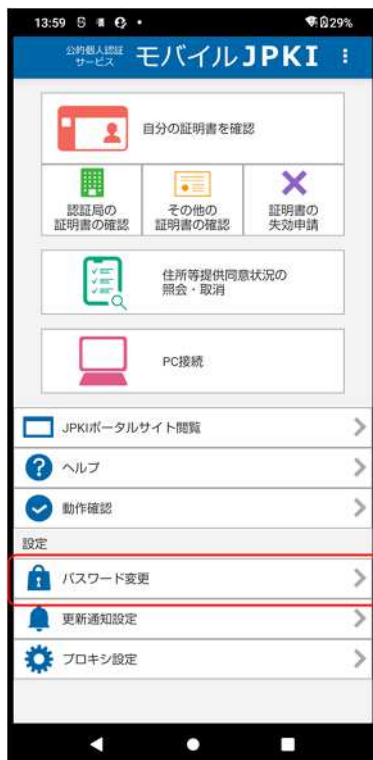 13:59
29%
公的個人認証
サービス
モバイルJPKI
自分の証明書を確認
認証局の
証明書の確認
その他の
証明書の確認
証明書の
失効申請
住所等提供同意状況の
照会・取消
PC接続
JPKIポータルサイト閲覧
ヘルプ
動作確認
設定
パスワード変更
更新通知設定
プロキシ設定